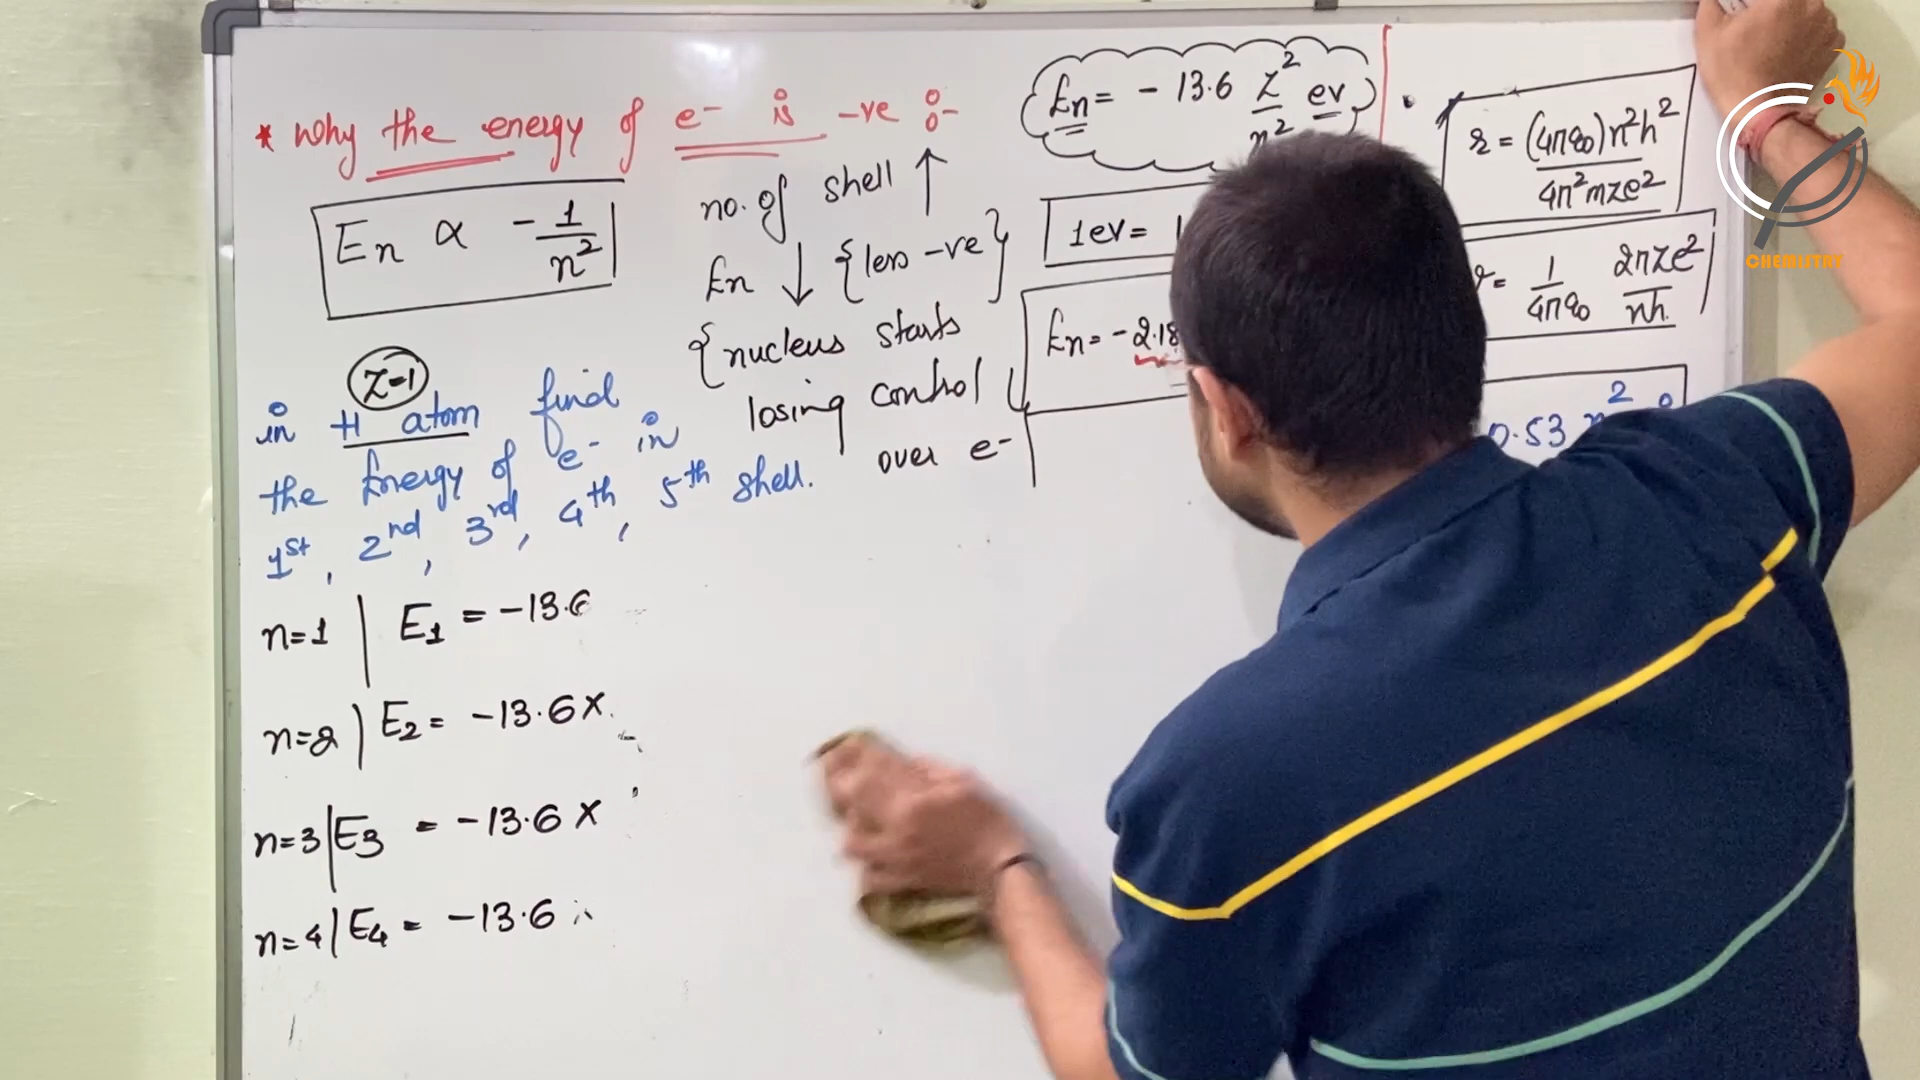 * Why the energy of e- is -ve :-
En ∝ -1/n²
no. of shell ↑
En ↓ {less -ve}
{nucleus starts
losing control
over e-
Z=1
in H atom find
the Energy of e- in
1st, 2nd, 3rd, 4th, 5th shell.
n=1 | E1 = -13.6
n=2 | E2 = -13.6 x
n=3 | E3 = -13.6 x
n=4 | E4 = -13.6
En = -13.6 Z²/n² ev
1ev =
En = -2.18
r = (4πε0)n²h²/4π²mze²
= 1/4πε0 2πze²/nh
0.53
CHEMISTRY